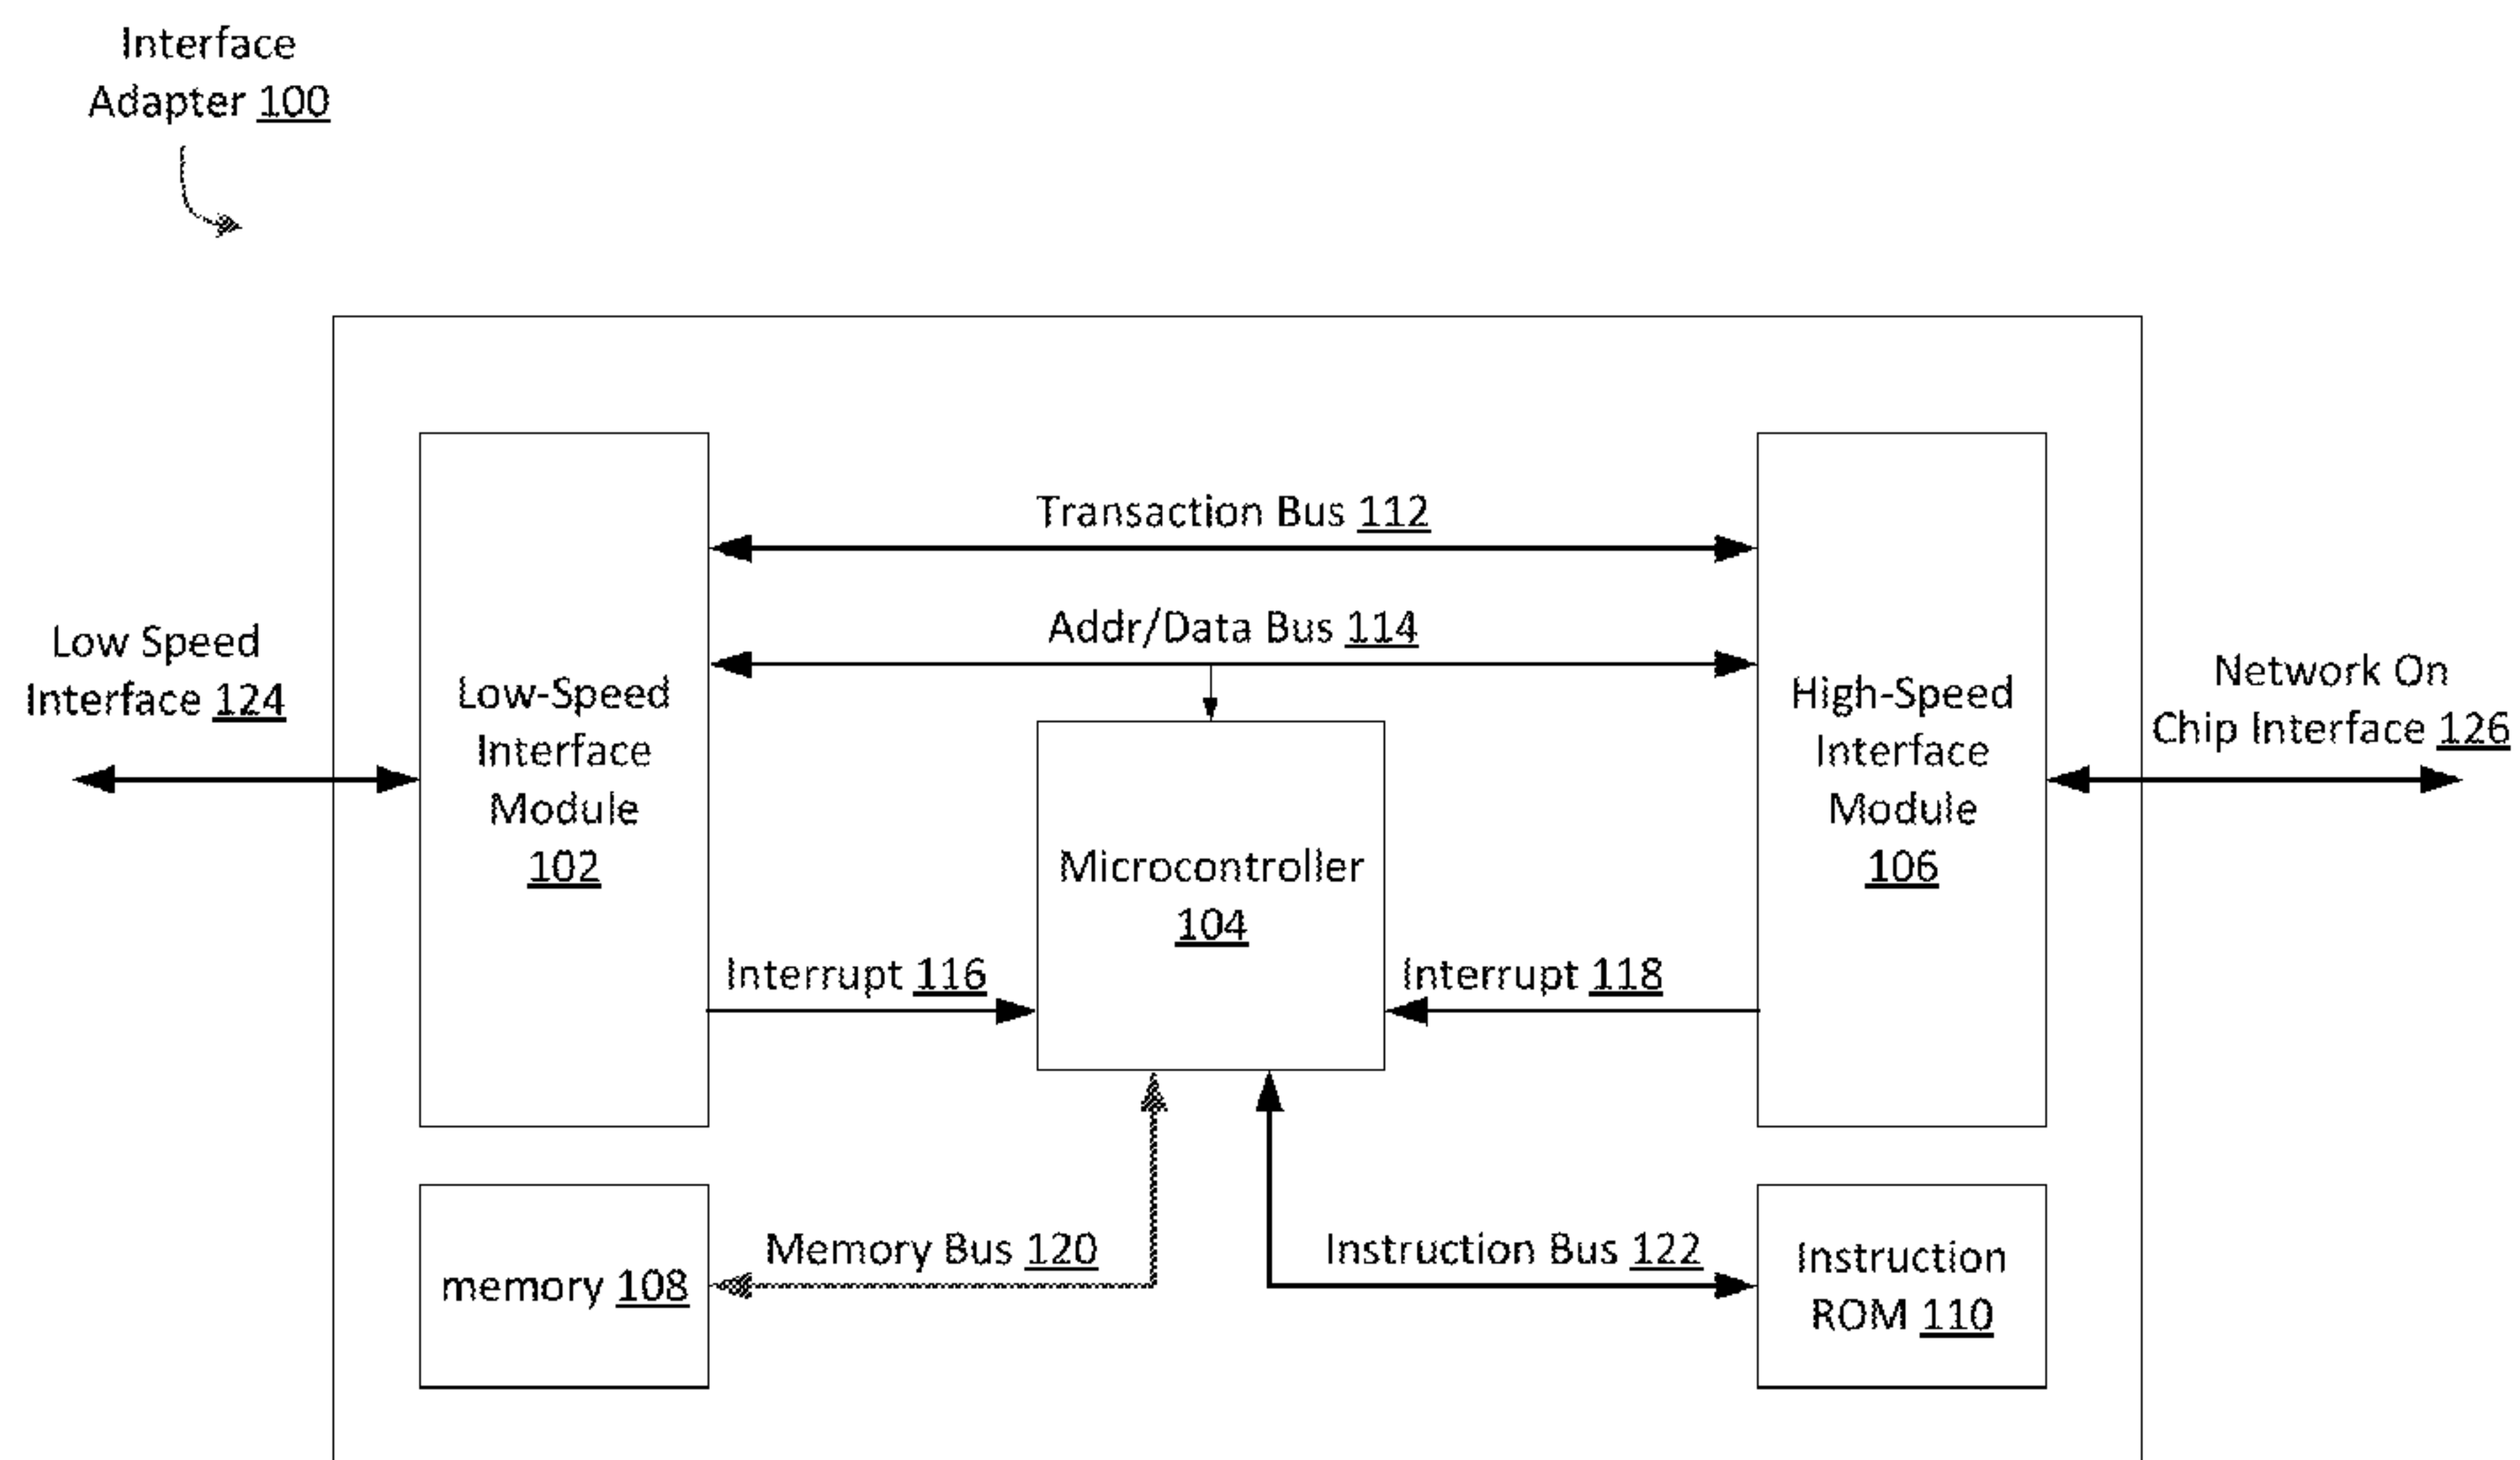 Interface
Adapter 100
Transaction Bus 112
Addr/Data Bus 114
Low Speed
Interface 124
Low-Speed
Interface
Module
102
Microcontroller
104
High-Speed
Interface
Module
106
Network On
Chip Interface 126
Interrupt 116
Interrupt 118
memory 108
Memory Bus 120
Instruction Bus 122
Instruction
ROM 110